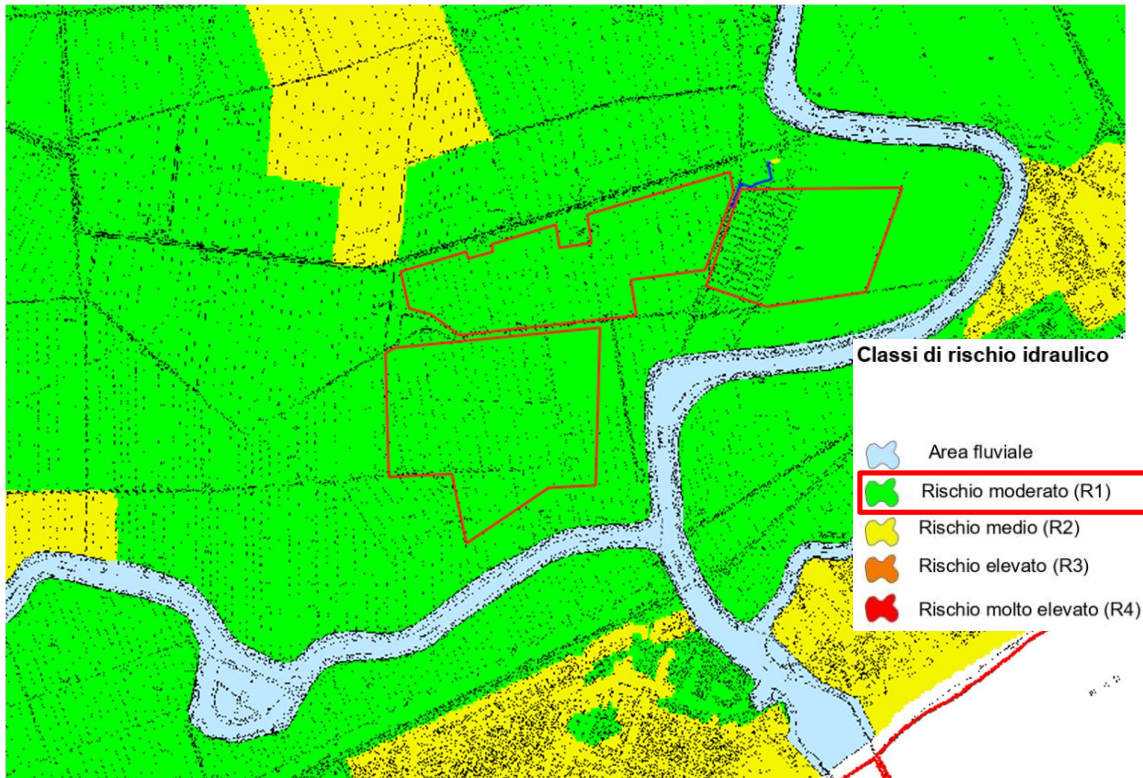 Classi di rischio idraulico
Area fluviale
Rischio moderato (R1)
Rischio medio (R2)
Rischio elevato (R3)
Rischio molto elevato (R4)